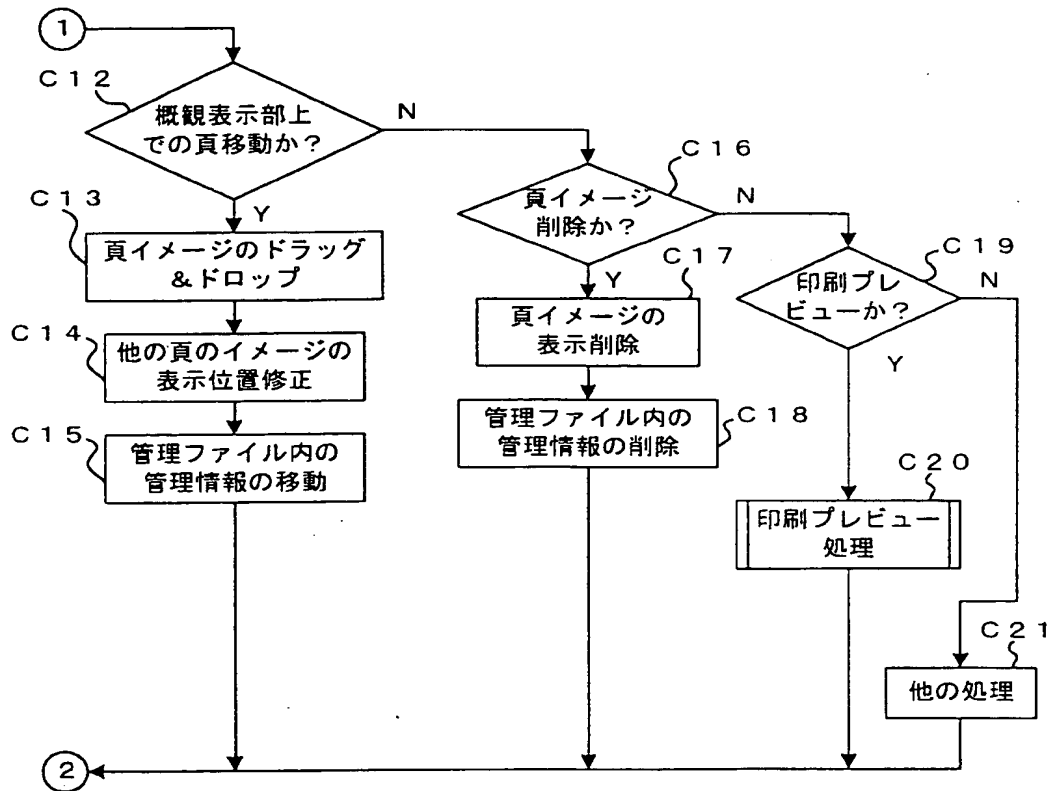 1
C12
概観表示部上
での頁移動か?
N
Y
C13
頁イメージのドラッグ
&ドロップ
C14
他の頁のイメージの
表示位置修正
C15
管理ファイル内の
管理情報の移動
C16
頁イメージ
削除か?
N
Y
C17
頁イメージの
表示削除
C18
管理ファイル内の
管理情報の削除
C19
印刷プレ
ビューか?
N
Y
C20
印刷プレビュー
処理
C21
他の処理
2